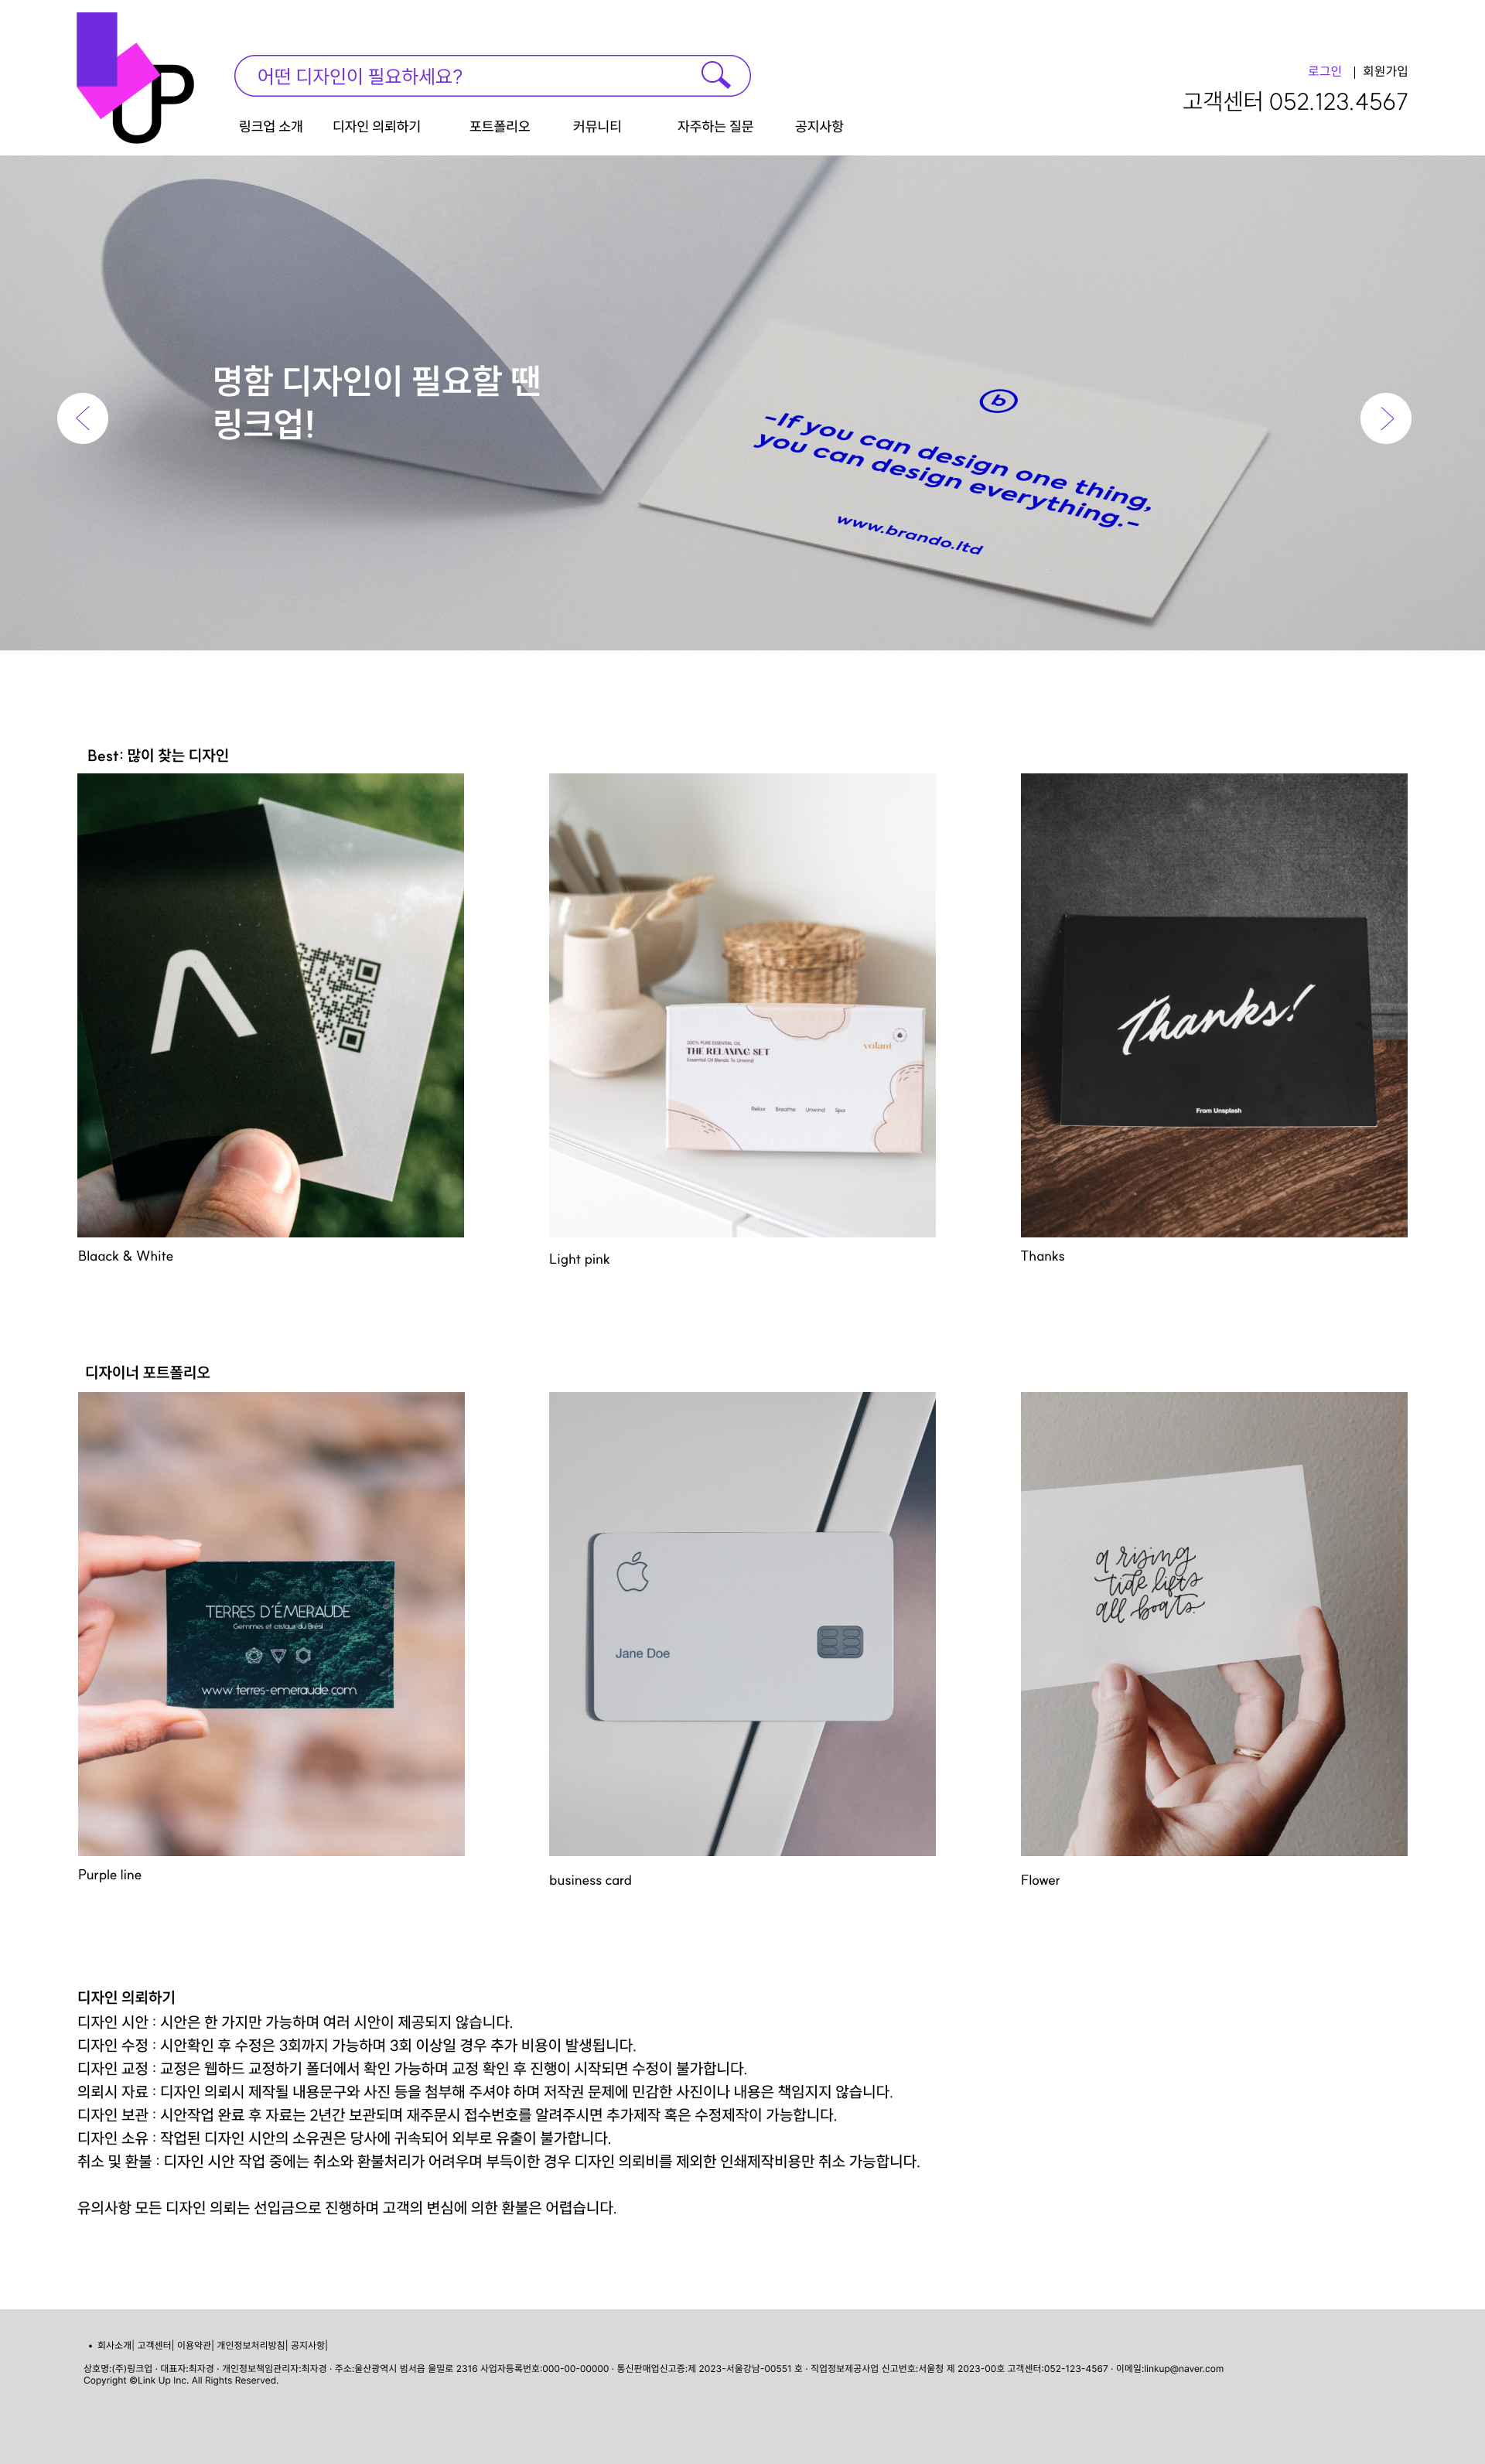 UP
어떤 디자인이 필요하세요?
로그인 | 회원가입
고객센터 052.123.4567
링크업 소개 디자인 의뢰하기 포트폴리오 커뮤니티 자주하는 질문 공지사항
명함 디자인이 필요할 땐
링크업!
b
-If you can design one thing,
you can design everything.-
www.brando.ltd
Best: 많이 찾는 디자인
100% PURE ESSENTIAL OIL
THE RELAXING SET
Essential Oil Blends To Unwind
volant
Relax Breathe Unwind Spa
Thanks!
From Unsplash
Blaack & White
Light pink
Thanks
디자이너 포트폴리오
TERRES D'ÉMERAUDE
Gemmes et cristaux du Brésil
www.terres-emeraude.com
Jane Doe
a rising
tide lifts
all boats.
Purple line
business card
Flower
디자인 의뢰하기
디자인 시안 : 시안은 한 가지만 가능하며 여러 시안이 제공되지 않습니다.
디자인 수정 : 시안확인 후 수정은 3회까지 가능하며 3회 이상일 경우 추가 비용이 발생됩니다.
디자인 교정 : 교정은 웹하드 교정하기 폴더에서 확인 가능하며 교정 확인 후 진행이 시작되면 수정이 불가합니다.
의뢰시 자료 : 디자인 의뢰시 제작될 내용문구와 사진 등을 첨부해 주셔야 하며 저작권 문제에 민감한 사진이나 내용은 책임지지 않습니다.
디자인 보관 : 시안작업 완료 후 자료는 2년간 보관되며 재주문시 접수번호를 알려주시면 추가제작 혹은 수정제작이 가능합니다.
디자인 소유 : 작업된 디자인 시안의 소유권은 당사에 귀속되어 외부로 유출이 불가합니다.
취소 및 환불 : 디자인 시안 작업 중에는 취소와 환불처리가 어려우며 부득이한 경우 디자인 의뢰비를 제외한 인쇄제작비용만 취소 가능합니다.
유의사항 모든 디자인 의뢰는 선입금으로 진행하며 고객의 변심에 의한 환불은 어렵습니다.
• 회사소개| 고객센터| 이용약관| 개인정보처리방침| 공지사항|
상호명:(주)링크업 · 대표자:최자경 · 개인정보책임관리자:최자경 · 주소:울산광역시 범서읍 울밀로 2316 사업자등록번호:000-00-00000 · 통신판매업신고증:제 2023-서울강남-00551 호 · 직업정보제공사업 신고번호:서울청 제 2023-00호 고객센터:052-123-4567 · 이메일:linkup@naver.com
Copyright ©Link Up Inc. All Rights Reserved.